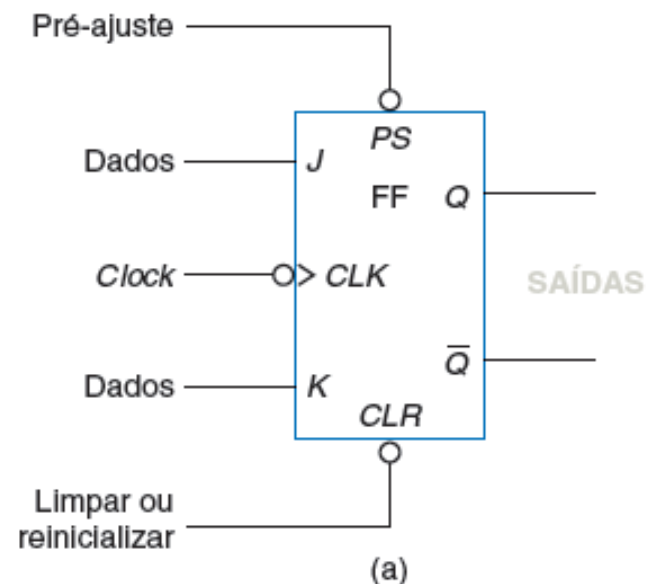 Pré-ajuste
PS
Dados
J
FF
Q
Clock
CLK
SAÍDAS
Q̅
Dados
K
CLR
Limpar ou
reinicializar
(a)